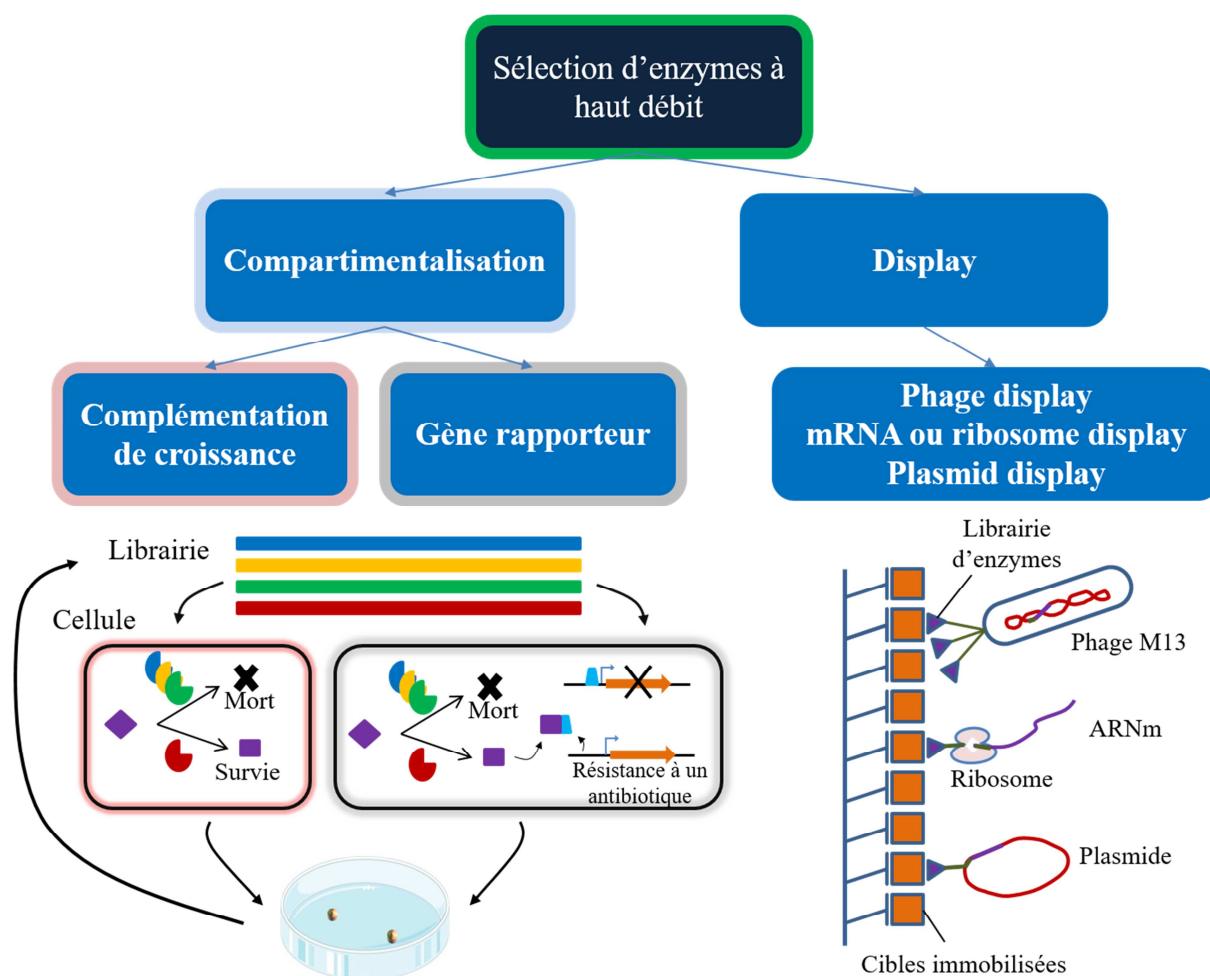 Sélection d’enzymes à
haut débit
Compartimentalisation
Display
Complémentation
de croissance
Gène rapporteur
Phage display
mRNA ou ribosome display
Plasmid display
Librairie
Cellule
Mort
Survie
Mort
Résistance à un
antibiotique
Librairie
d’enzymes
Phage M13
ARNm
Ribosome
Plasmide
Cibles immobilisées